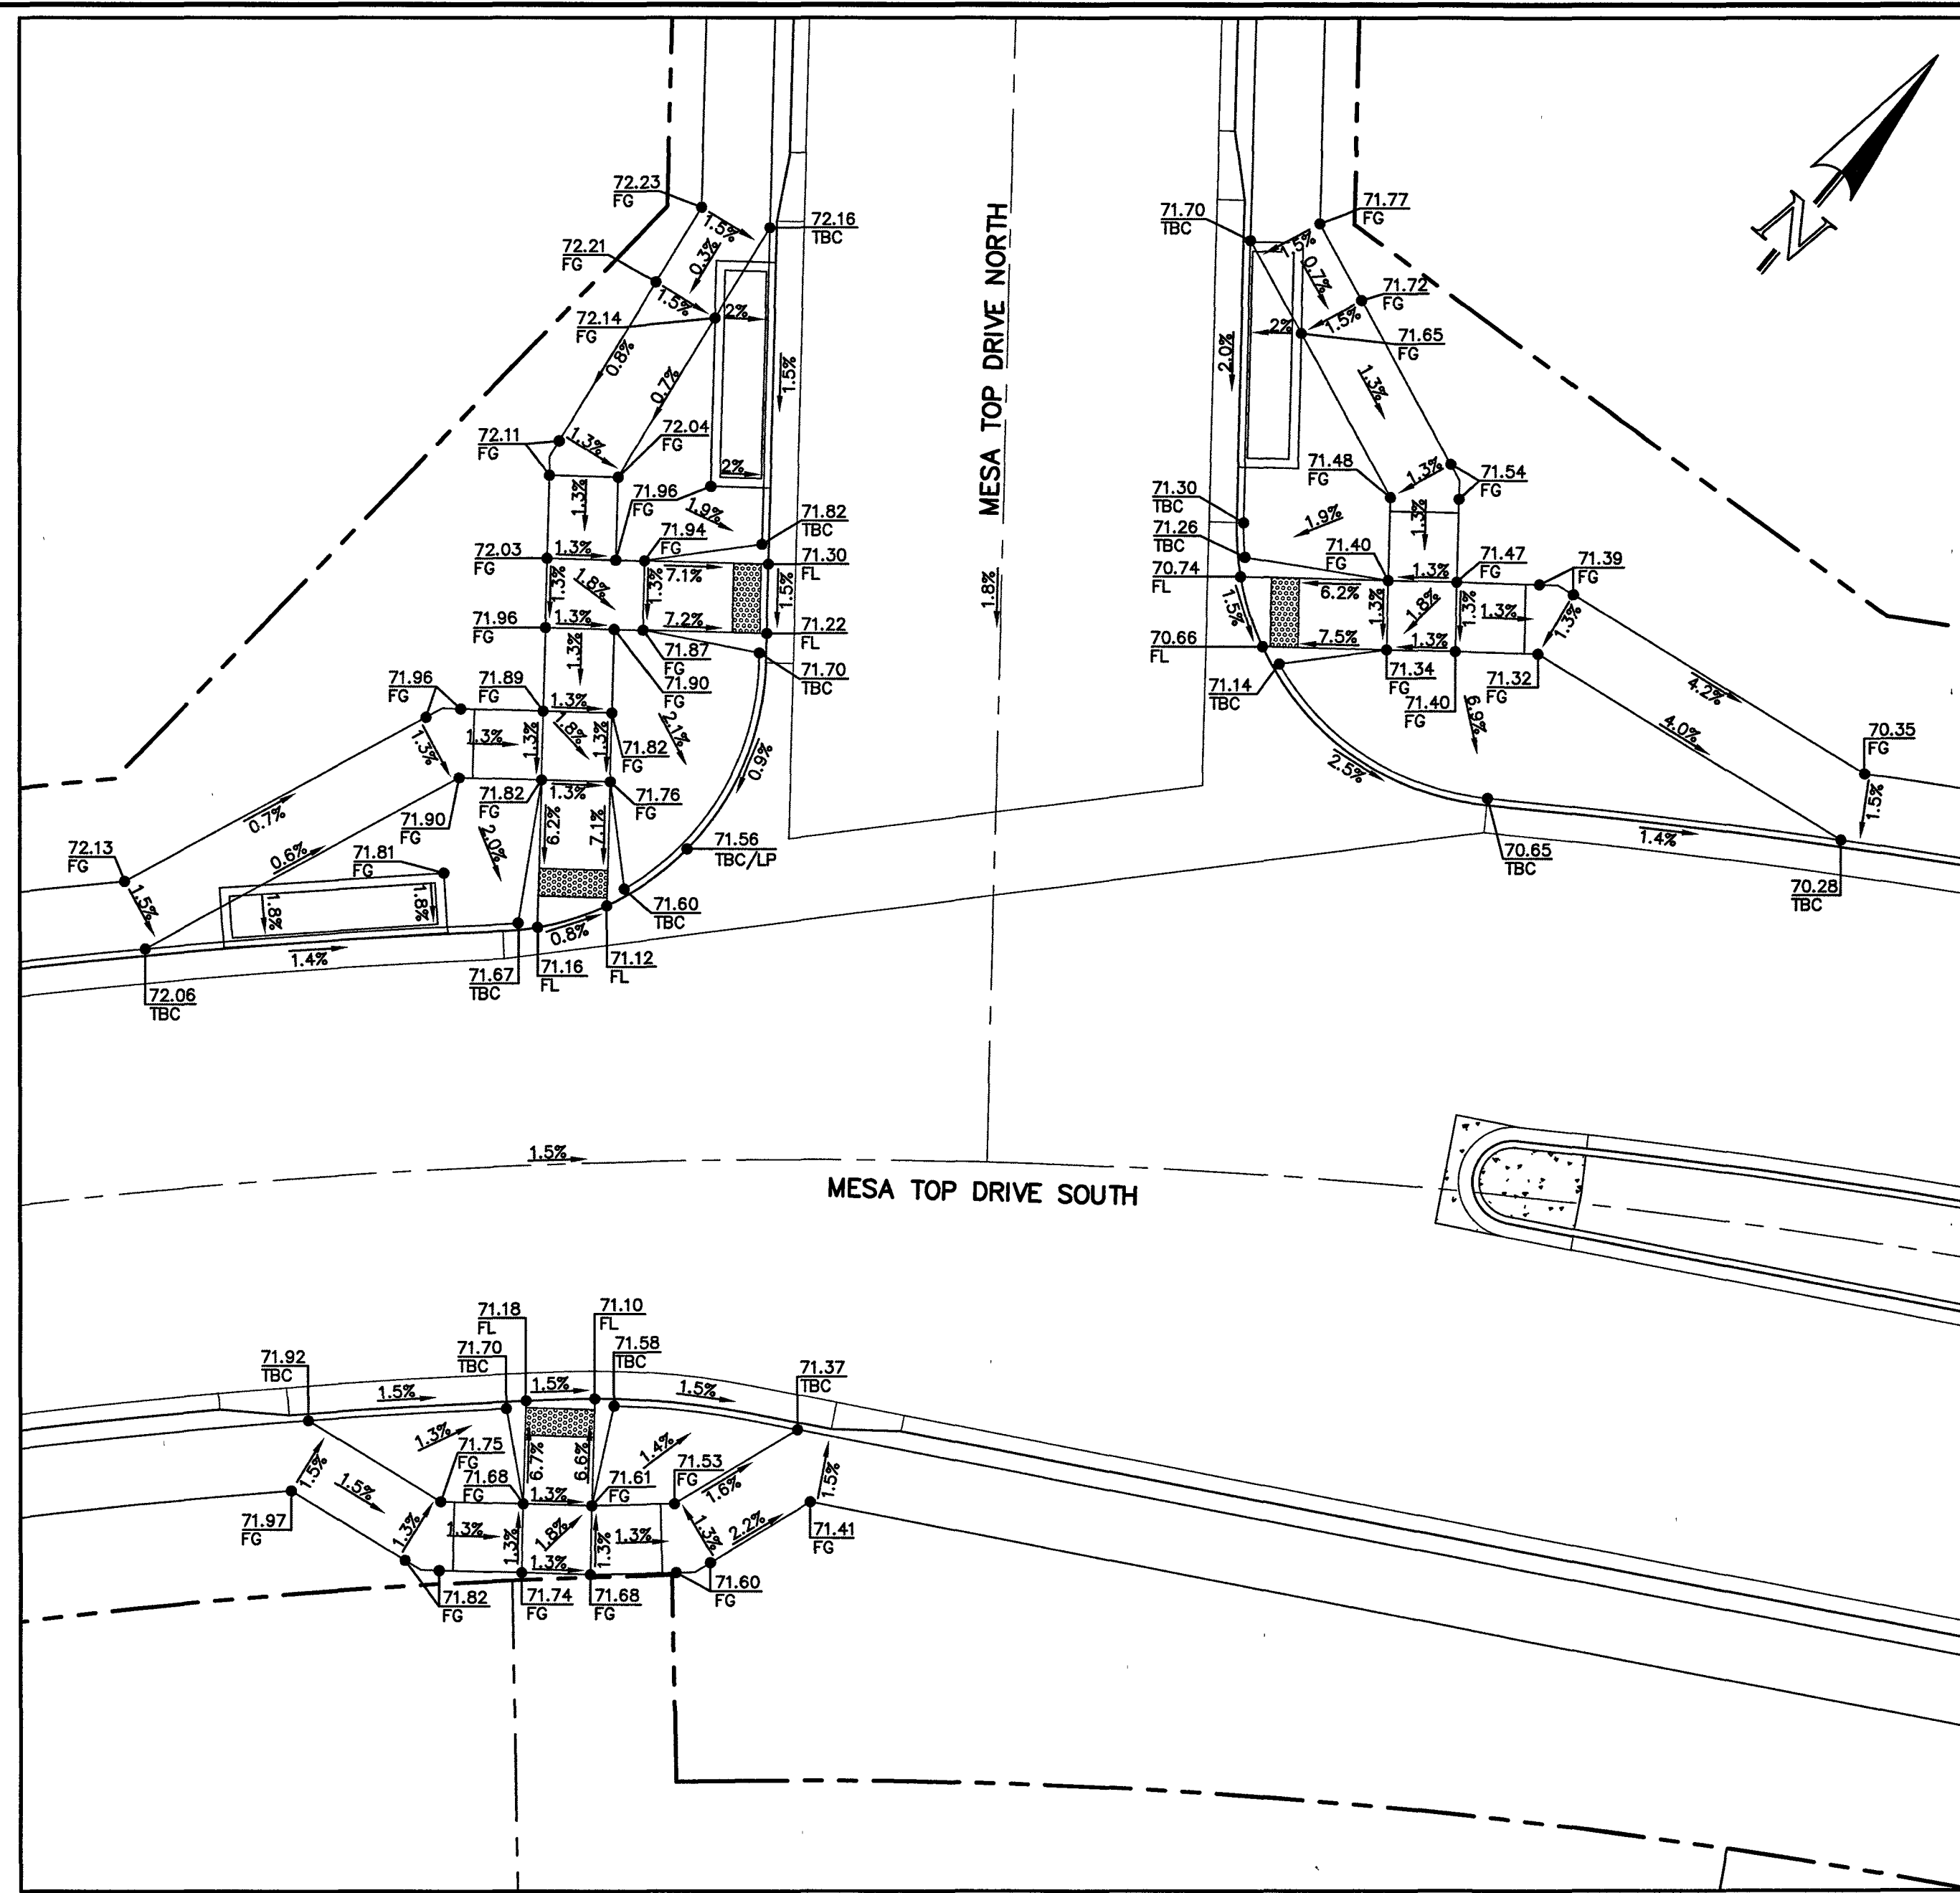 72.23
FG
1.5%
72.16
TBC
0.3%
72.21
FG
1.5%
72.14
FG
2%
0.8%
0.7%
1.5%
72.11
FG
1.3%
72.04
FG
2%
1.3%
71.96
FG
1.9%
71.82
TBC
71.94
FG
72.03
FG
1.3%
7.1%
71.30
FL
1.3%
1.8%
1.3%
1.5%
71.96
FG
1.3%
7.2%
71.22
FL
1.3%
71.87
FG
71.90
FG
71.70
TBC
71.96
FG
71.89
FG
1.3%
1.3%
1.3%
1.8%
1.3%
1.3%
2.1%
71.82
FG
0.9%
71.82
FG
1.3%
71.76
FG
71.90
FG
0.7%
0.6%
2.0%
6.2%
7.1%
71.56
TBC/LP
72.13
FG
71.81
FG
1.5%
1.8%
1.8%
71.60
TBC
1.4%
0.8%
71.67
TBC
71.16
FL
71.12
FL
72.06
TBC
MESA TOP DRIVE NORTH
1.8%
71.70
TBC
71.77
FG
1.5%
0.7%
71.72
FG
1.5%
2%
71.65
FG
2.0%
1.3%
71.48
FG
1.3%
71.54
FG
71.30
TBC
1.9%
1.3%
71.26
TBC
71.40
FG
71.47
FG
71.39
FG
70.74
FL
1.3%
6.2%
1.5%
1.3%
1.8%
1.3%
1.3%
1.3%
70.66
FL
7.5%
1.3%
71.14
TBC
71.34
FG
71.40
FG
71.32
FG
6.9%
4.2%
4.0%
70.35
FG
2.5%
1.5%
1.4%
70.65
TBC
70.28
TBC
N
1.5%
MESA TOP DRIVE SOUTH
71.18
FL
71.10
FL
71.70
TBC
71.58
TBC
71.92
TBC
71.37
TBC
1.5%
1.5%
1.5%
1.3%
71.75
FG
6.7%
6.6%
1.4%
71.53
FG
1.5%
1.5%
71.68
FG
71.61
FG
1.6%
1.5%
71.97
FG
1.3%
1.3%
1.3%
1.3%
1.8%
1.3%
1.3%
1.3%
1.3%
2.2%
71.41
FG
71.82
FG
71.74
FG
71.68
FG
71.60
FG